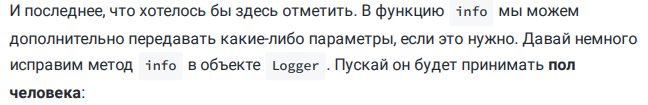 И последнее, что хотелось бы здесь отметить. В функцию info мы можем
дополнительно передавать какие-либо параметры, если это нужно. Давай немного
исправим метод info в объекте Logger . Пускай он будет принимать пол
человека: